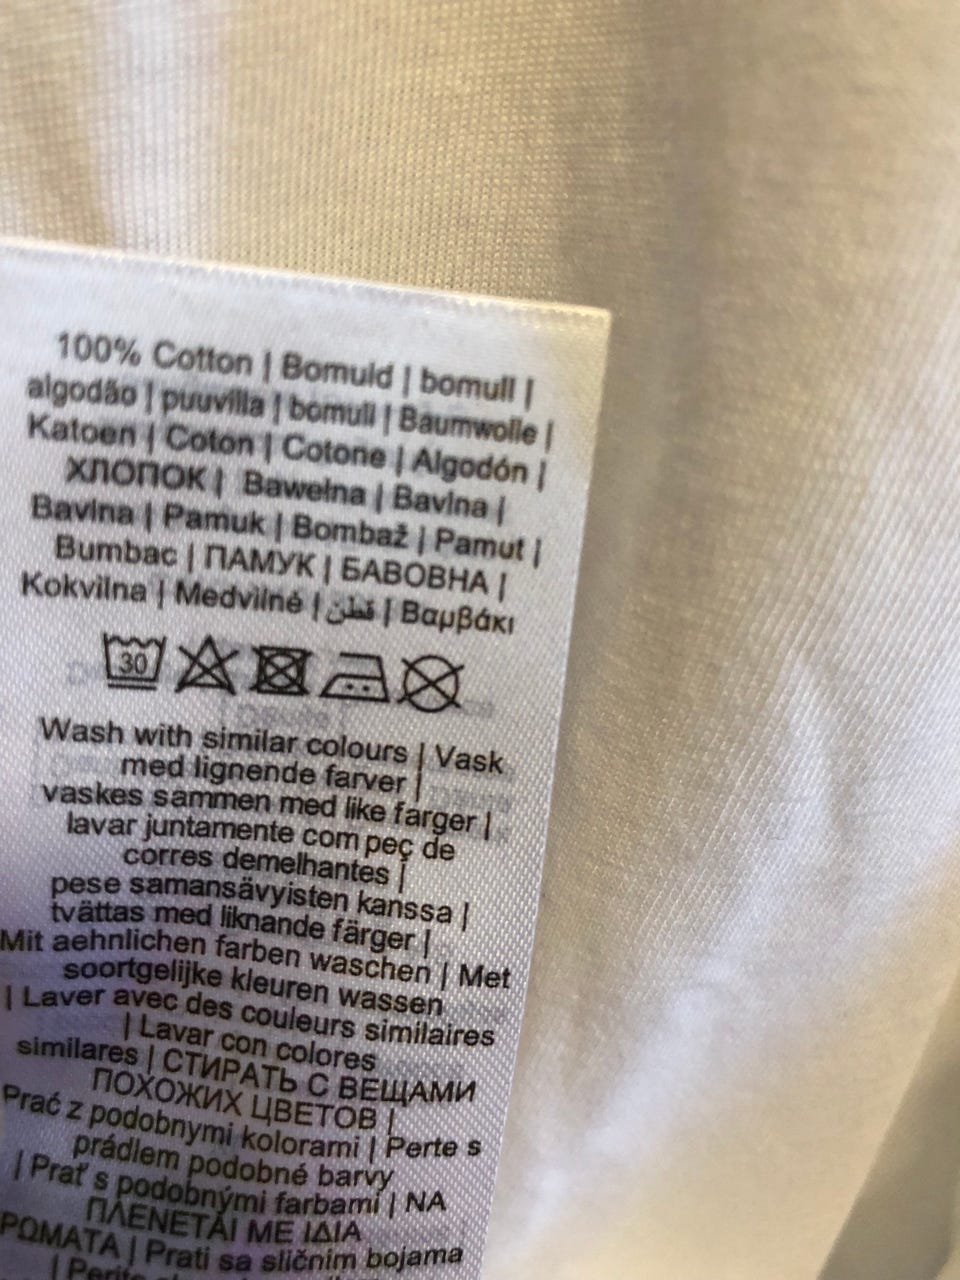 100% Cotton | Bomuld | bomull |
algodão | puuvilla | bomull | Baumwolle |
Katoen | Coton | Cotone | Algodón |
ХЛОПОК | Bawełna | Bavlna |
Bavlna | Pamuk | Bombaž | Pamut |
Bumbac | ПАМУК | БАВОВНА |
Kokvilna | Medvilné | قطن | Βαμβάκι
30
Wash with similar colours | Vask
med lignende farver |
vaskes sammen med like farger |
lavar juntamente com peç de
corres demelhantes |
pese samansävyisten kanssa |
tvättas med liknande färger |
Mit aehnlichen farben waschen | Met
soortgelijke kleuren wassen
| Laver avec des couleurs similaires
| Lavar con colores
similares | СТИРАТЬ С ВЕЩАМИ
ПОХОЖИХ ЦВЕТОВ |
Prać z podobnymi kolorami | Perte s
prádlem podobné barvy
| Prať s podobnými farbami | NA
ΠΛΕΝΕΤΑΙ ΜΕ ΙΔΙΑ
ΡΩΜΑΤΑ | Prati sa sličnim bojama
| Perite